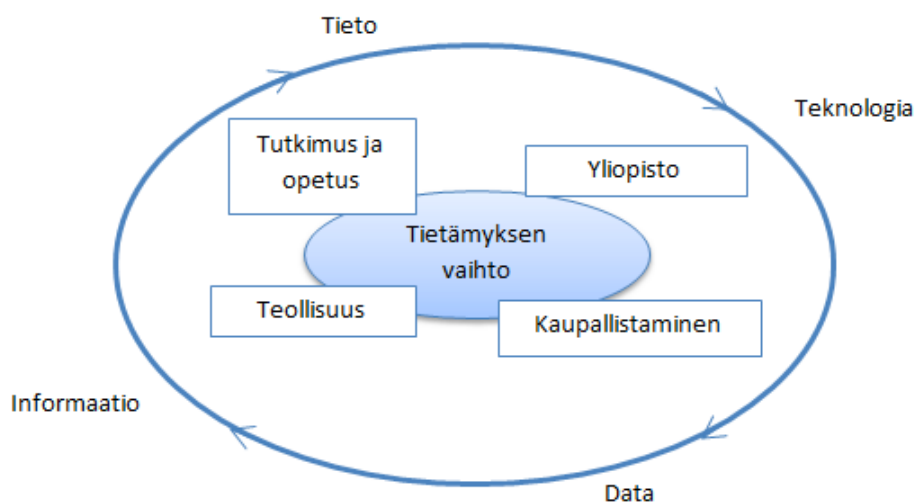 Tieto
Teknologia
Tutkimus ja
opetus
Yliopisto
Tietämyksen
vaihto
Teollisuus
Kaupallistaminen
Informaatio
Data